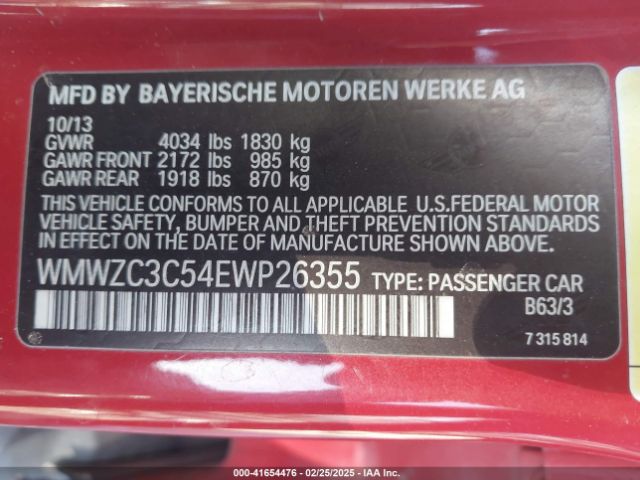 MFD BY BAYERISCHE MOTOREN WERKE AG
10/13
GVWR 4034 lbs 1830 kg
GAWR FRONT 2172 lbs 985 kg
GAWR REAR 1918 lbs 870 kg
THIS VEHICLE CONFORMS TO ALL APPLICABLE U.S.FEDERAL MOTOR
VEHICLE SAFETY, BUMPER AND THEFT PREVENTION STANDARDS
IN EFFECT ON THE DATE OF MANUFACTURE SHOWN ABOVE.
WMWZC3C54EWP26355 TYPE: PASSENGER CAR
B63/3
7 315 814
000-41654476 - 02/25/2025 - IAA Inc.